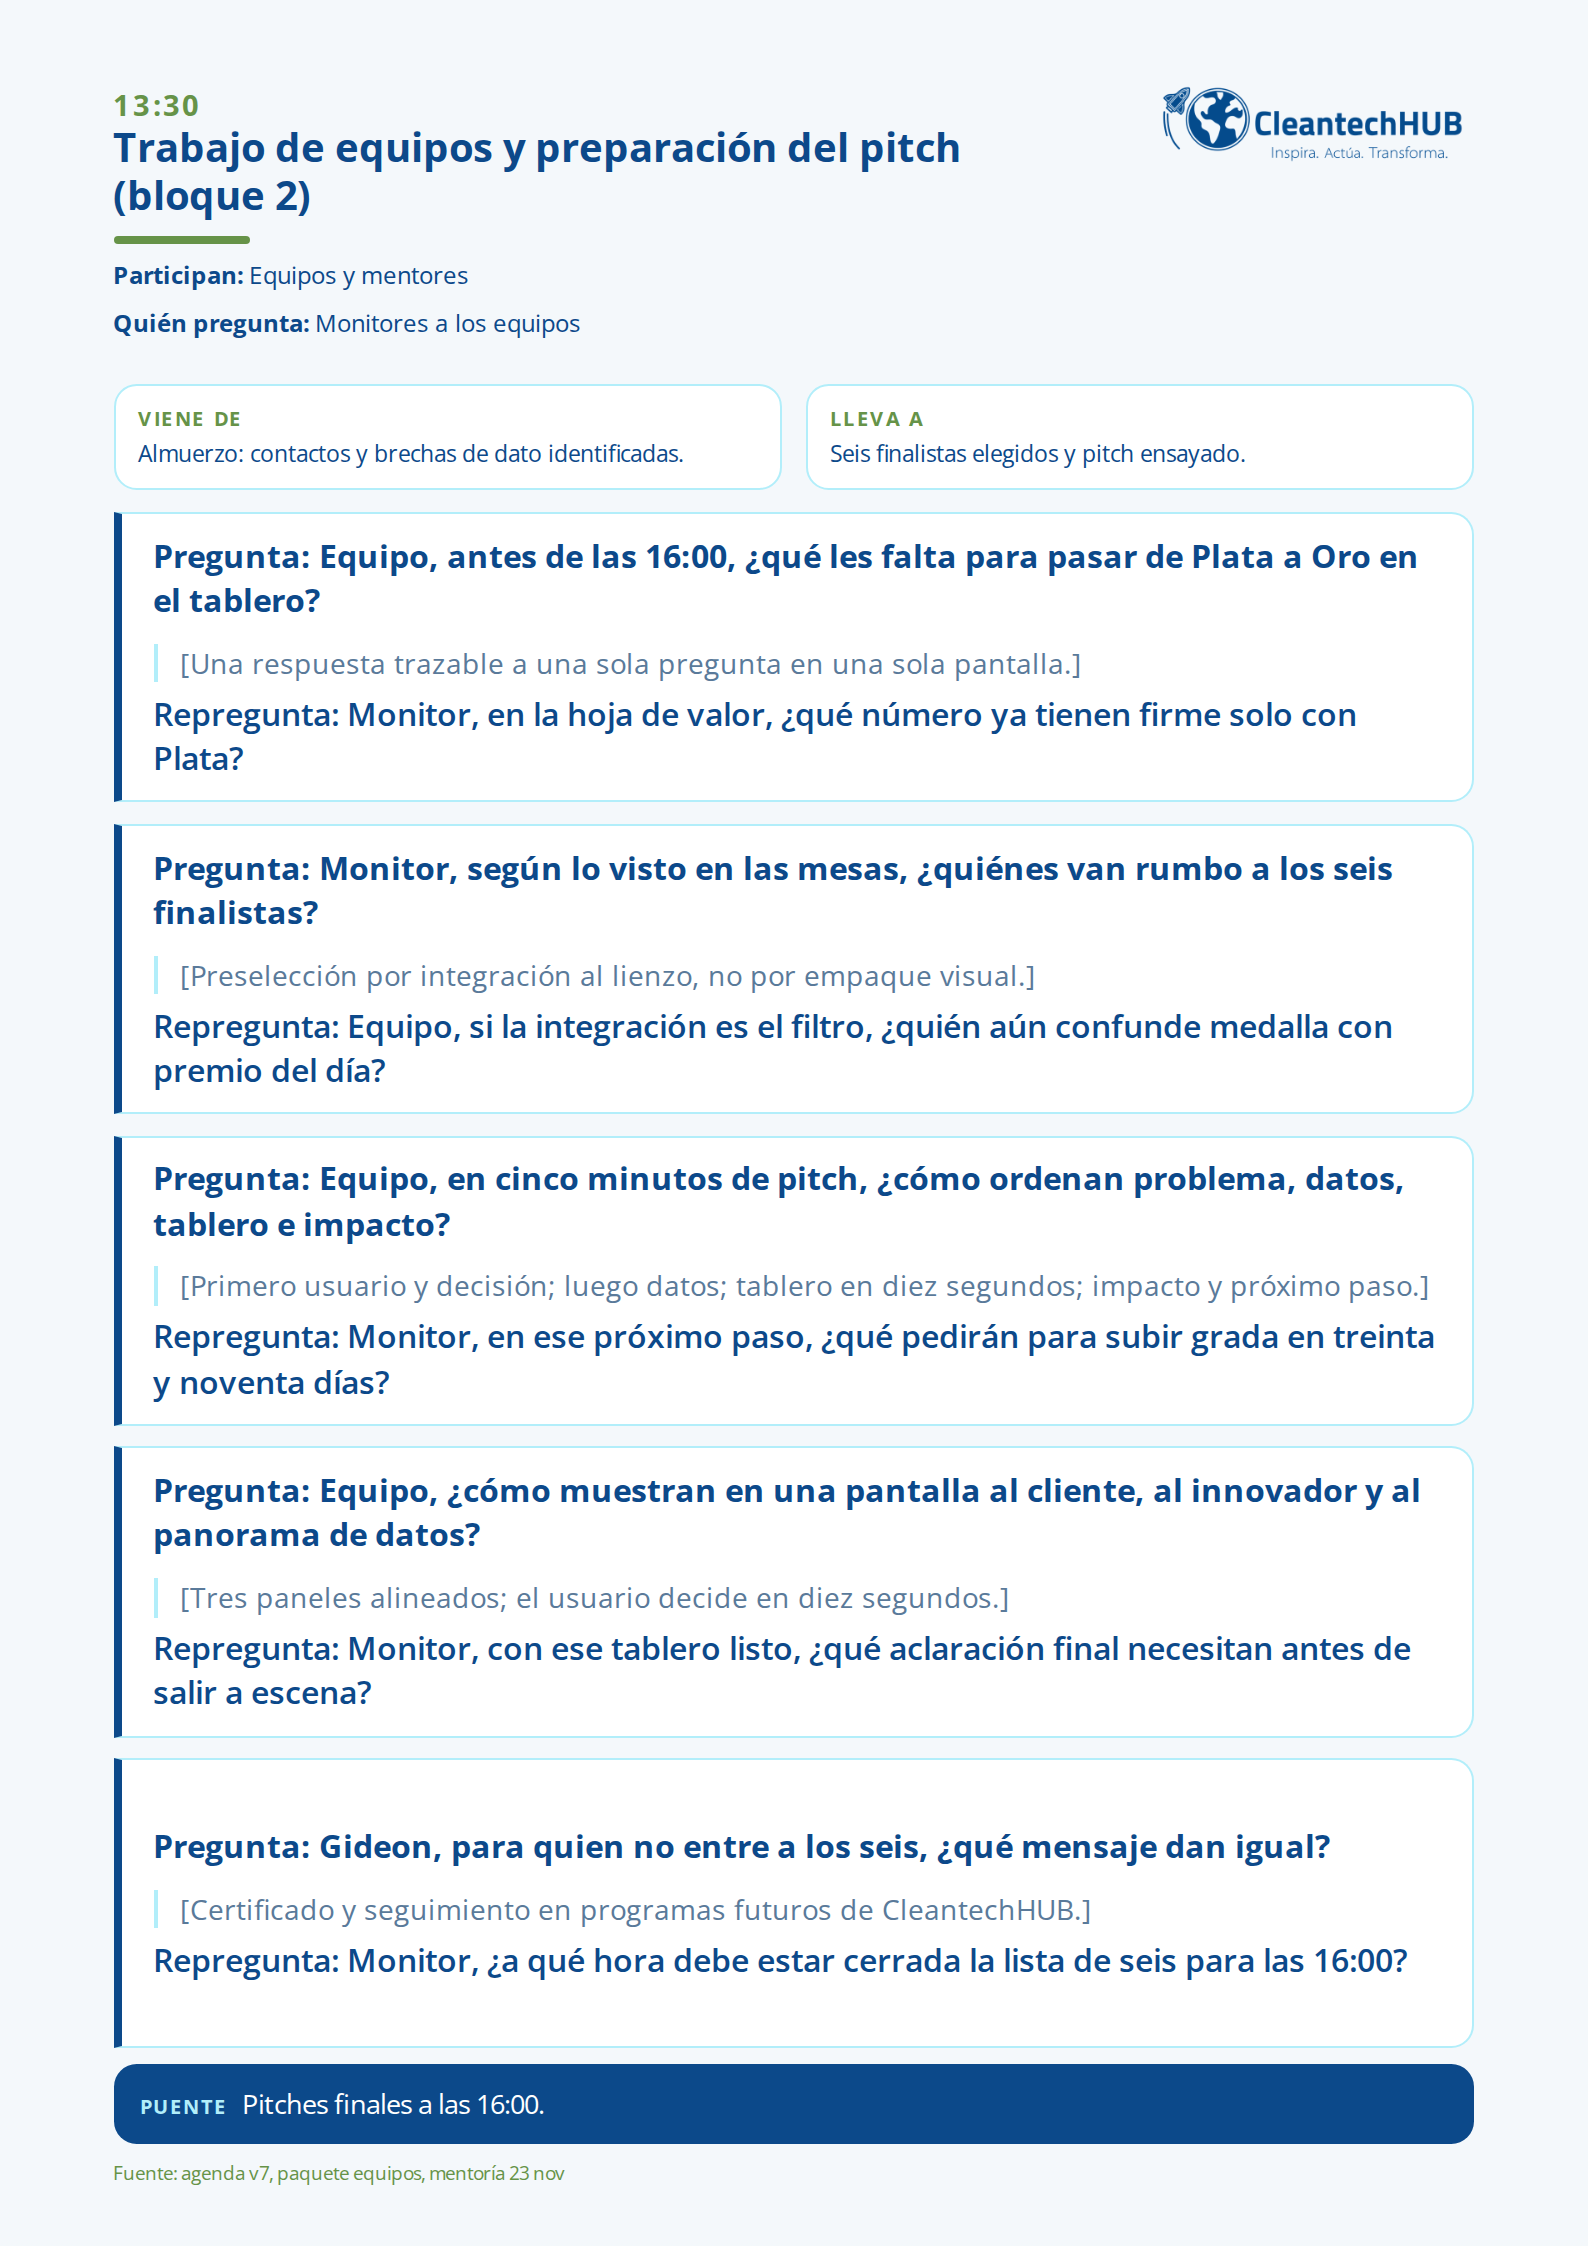 13:30
Trabajo de equipos y preparación del pitch
(bloque 2)
CleantechHUB
Inspira. Actúa. Transforma.
Participan: Equipos y mentores
Quién pregunta: Monitores a los equipos
VIENE DE
Almuerzo: contactos y brechas de dato identificadas.
LLEVA A
Seis finalistas elegidos y pitch ensayado.
Pregunta: Equipo, antes de las 16:00, ¿qué les falta para pasar de Plata a Oro en
el tablero?
[Una respuesta trazable a una sola pregunta en una sola pantalla.]
Repregunta: Monitor, en la hoja de valor, ¿qué número ya tienen firme solo con
Plata?
Pregunta: Monitor, según lo visto en las mesas, ¿quiénes van rumbo a los seis
finalistas?
[Preselección por integración al lienzo, no por empaque visual.]
Repregunta: Equipo, si la integración es el filtro, ¿quién aún confunde medalla con
premio del día?
Pregunta: Equipo, en cinco minutos de pitch, ¿cómo ordenan problema, datos,
tablero e impacto?
[Primero usuario y decisión; luego datos; tablero en diez segundos; impacto y próximo paso.]
Repregunta: Monitor, en ese próximo paso, ¿qué pedirán para subir grada en treinta
y noventa días?
Pregunta: Equipo, ¿cómo muestran en una pantalla al cliente, al innovador y al
panorama de datos?
[Tres paneles alineados; el usuario decide en diez segundos.]
Repregunta: Monitor, con ese tablero listo, ¿qué aclaración final necesitan antes de
salir a escena?
Pregunta: Gideon, para quien no entre a los seis, ¿qué mensaje dan igual?
[Certificado y seguimiento en programas futuros de CleantechHUB.]
Repregunta: Monitor, ¿a qué hora debe estar cerrada la lista de seis para las 16:00?
PUENTE Pitches finales a las 16:00.
Fuente: agenda v7, paquete equipos, mentoría 23 nov